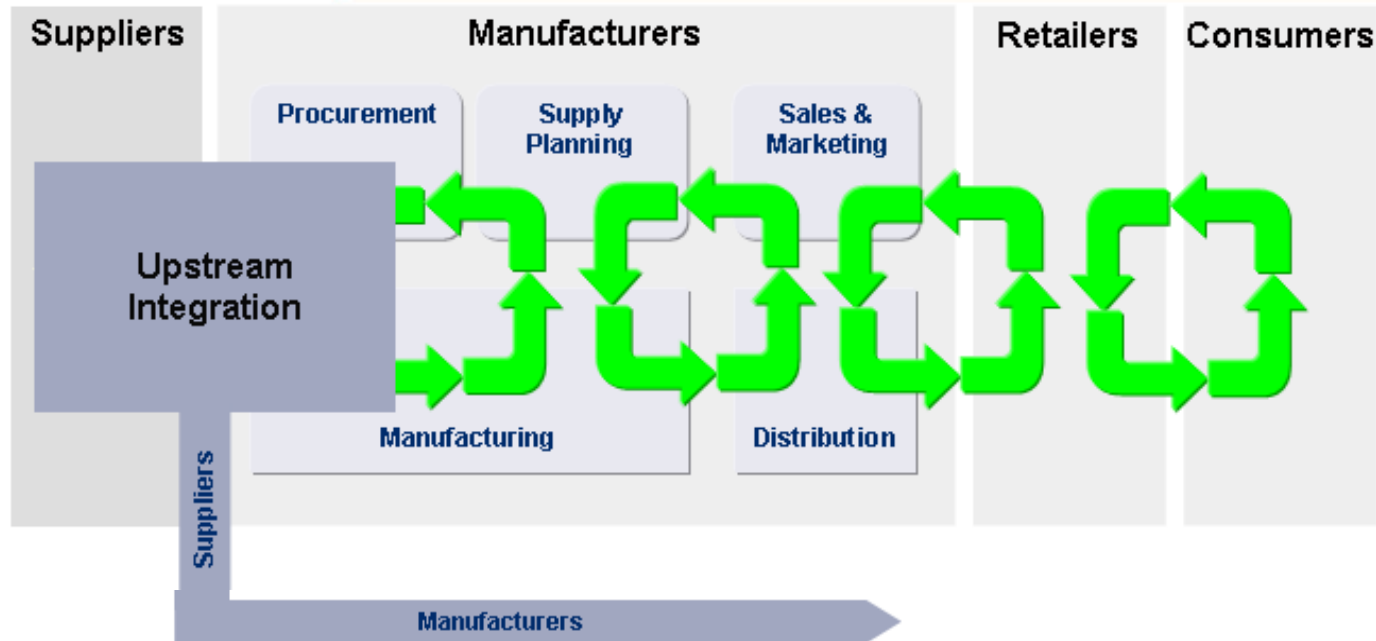 Suppliers
Manufacturers
Retailers
Consumers
Procurement
Supply
Planning
Sales &
Marketing
Upstream
Integration
Manufacturing
Distribution
Suppliers
Manufacturers